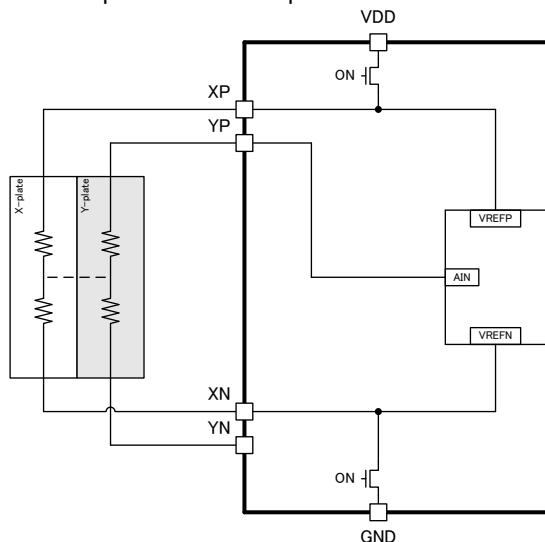 VDD
ON
XP
YP
X-plate
Y-plate
VREFP
AIN
VREFN
XN
YN
ON
GND